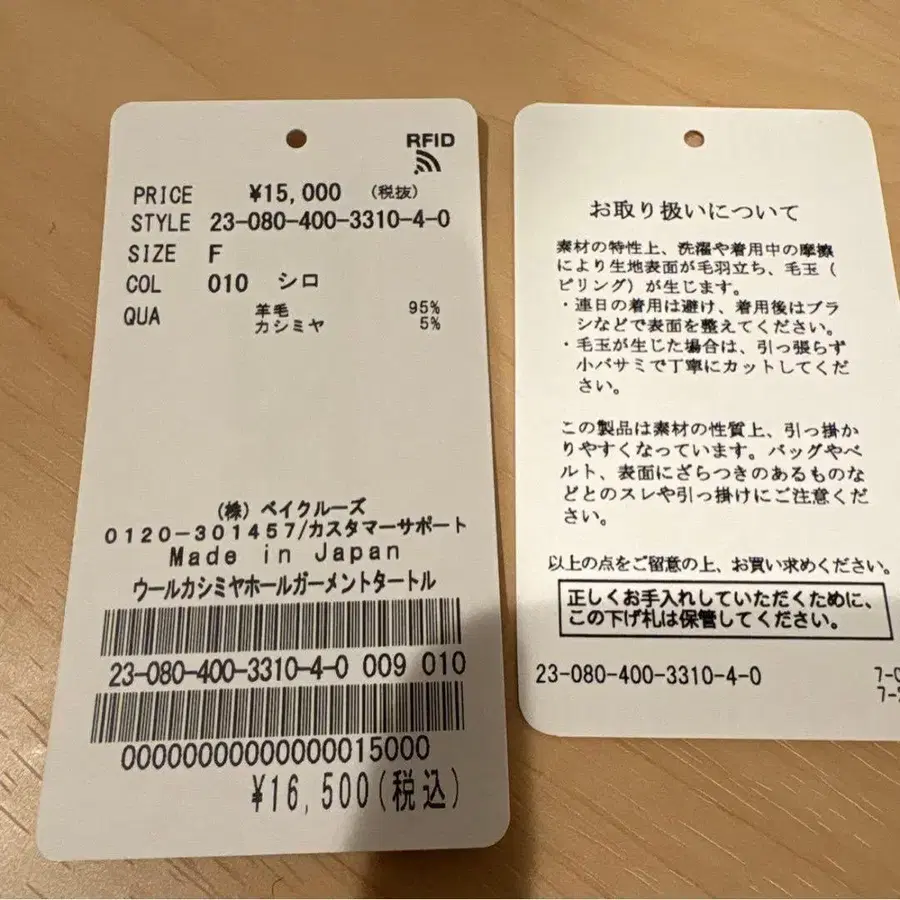 RFID
PRICE ¥15,000 (税抜)
STYLE 23-080-400-3310-4-0
SIZE F
COL 010 シロ
QUA 羊毛 95%
カシミヤ 5%
(株)ベイクルーズ
0120-301457/カスタマーサポート
Made in Japan
ウールカシミヤホールガーメントタートル
23-080-400-3310-4-0 009 010
00000000000000015000
¥16,500(税込)
お取り扱いについて
素材の特性上、洗濯や着用中の摩擦
により生地表面が毛羽立ち、毛玉(
ピリング)が生じます。
・連日の着用は避け、着用後はブラ
シなどで表面を整えてください。
・毛玉が生じた場合は、引っ張らず
小バサミで丁寧にカットしてくだ
さい。
この製品は素材の性質上、引っ掛か
りやすくなっています。バッグやベ
ルト、表面にざらつきのあるものな
どとのスレや引っ掛けにご注意くだ
さい。
以上の点をご留意の上、お買い求めください。
正しくお手入れしていただくために、
この下げ札は保管してください。
23-080-400-3310-4-0